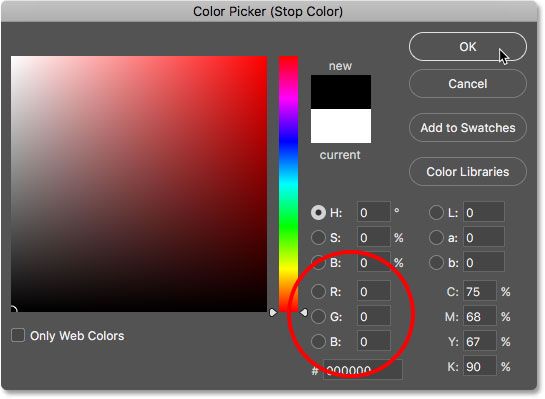 Color Picker (Stop Color)
OK
new
Cancel
Add to Swatches
current
Color Libraries
H: 0 ° L: 0
S: 0 % a: 0
B: 0 % b: 0
R: 0 C: 75 %
G: 0 M: 68 %
B: 0 Y: 67 %
# 000000 K: 90 %
Only Web Colors